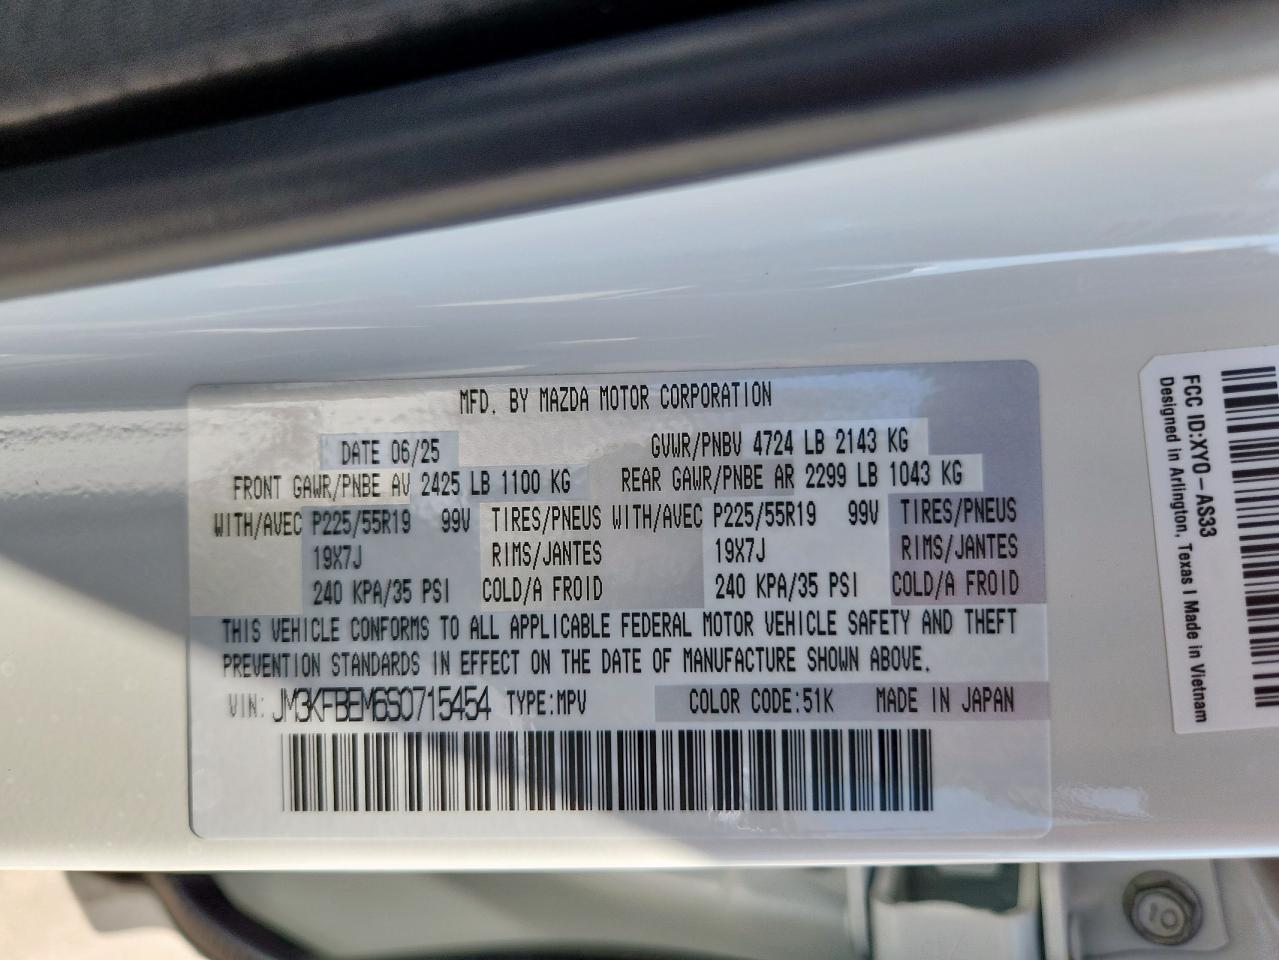 MFD. BY MAZDA MOTOR CORPORATION
DATE 06/25 GVWR/PNBV 4724 LB 2143 KG
FRONT GAWR/PNBE AV 2425 LB 1100 KG REAR GAWR/PNBE AR 2299 LB 1043 KG
WITH/AVEC P225/55R19 99V TIRES/PNEUS WITH/AVEC P225/55R19 99V TIRES/PNEUS
19X7J RIMS/JANTES 19X7J RIMS/JANTES
240 KPA/35 PSI COLD/A FROID 240 KPA/35 PSI COLD/A FROID
THIS VEHICLE CONFORMS TO ALL APPLICABLE FEDERAL MOTOR VEHICLE SAFETY AND THEFT
PREVENTION STANDARDS IN EFFECT ON THE DATE OF MANUFACTURE SHOWN ABOVE.
VIN: JM3KFBEM6S0715454 TYPE:MPV COLOR CODE:51K MADE IN JAPAN
FCC ID:XYO-AS33
Designed in Arlington, Texas I Made in Vietnam
10